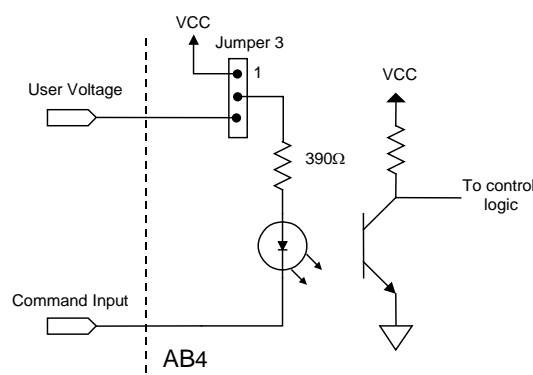 VCC
Jumper 3
1
User Voltage
VCC
390Ω
To control
logic
Command Input
AB4